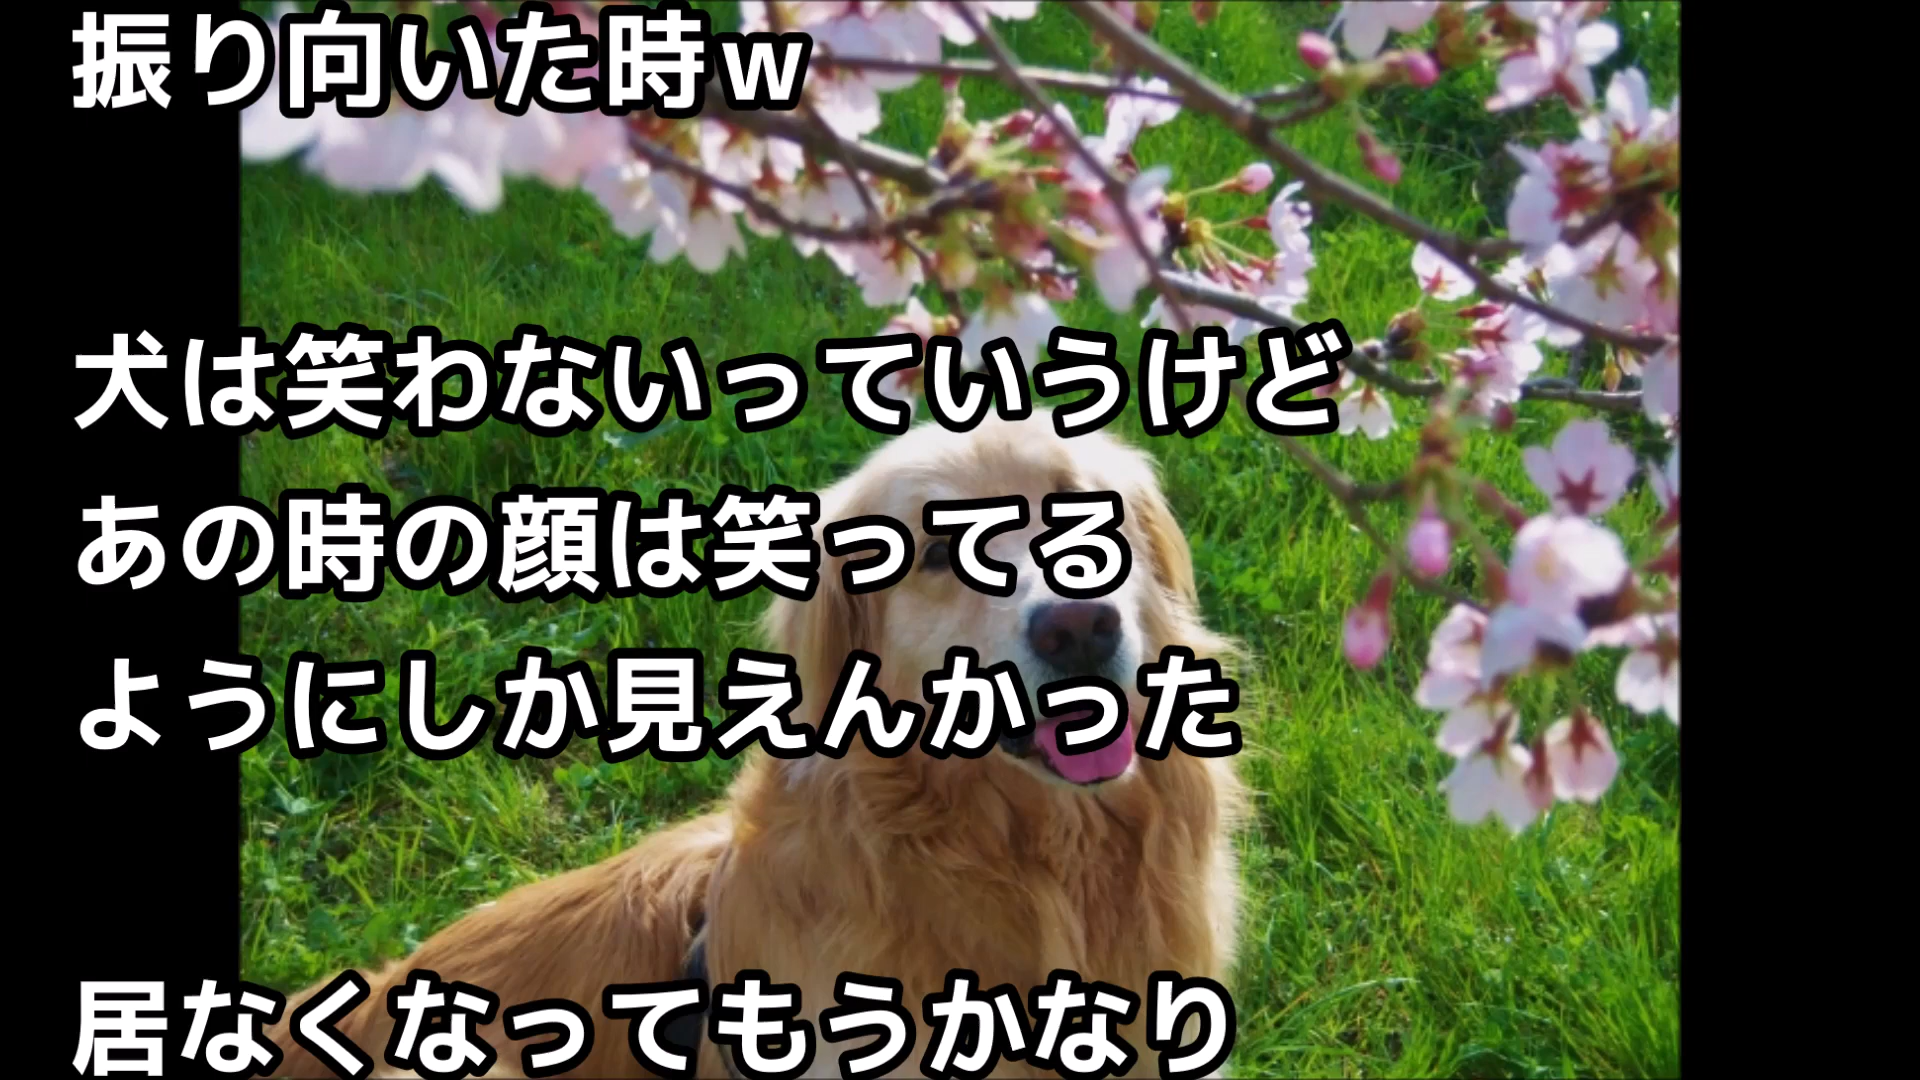 振り向いた時ｗ
犬は笑わないっていうけど
あの時の顔は笑ってる
ようにしか見えんかった
居なくなってもうかなり